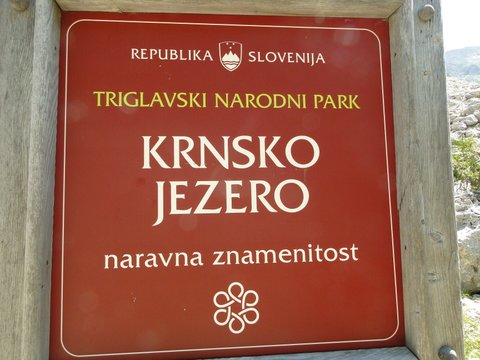 REPUBLIKA SLOVENIJA
TRIGLAVSKI NARODNI PARK
KRNSKO
JEZERO
naravna znamenitost